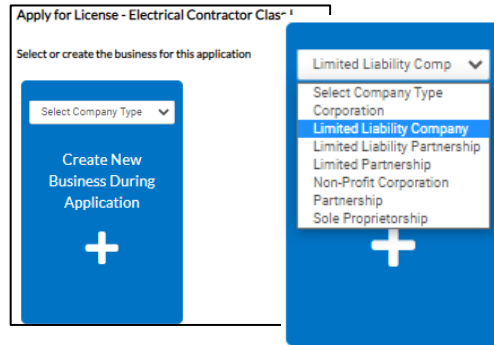 Apply for License - Electrical Contractor Class I
Select or create the business for this application
Select Company Type
Create New
Business During
Application
Limited Liability Comp
Select Company Type
Corporation
Limited Liability Company
Limited Liability Partnership
Limited Partnership
Non-Profit Corporation
Partnership
Sole Proprietorship